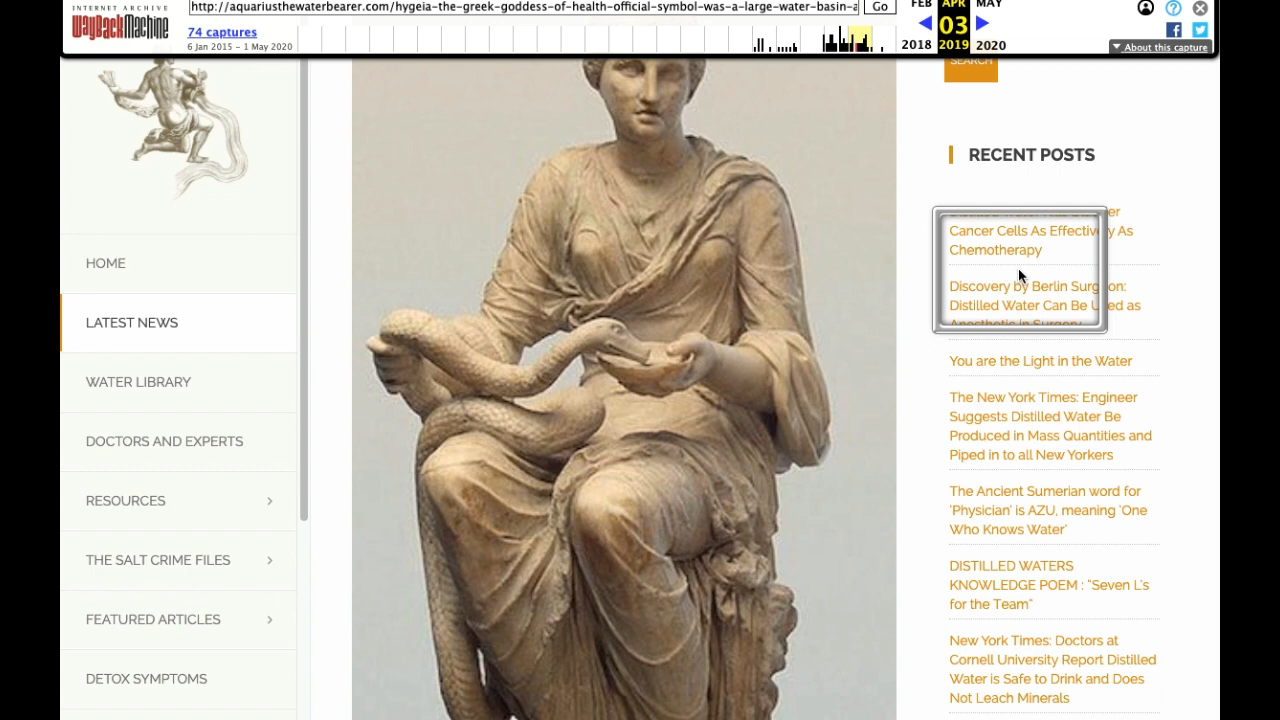 INTERNET ARCHIVE
WayBackMachine
http://aquariusthewaterbearer.com/hygeia-the-greek-goddess-of-health-official-symbol-was-a-large-water-basin-a
Go
74 captures
6 Jan 2015 – 1 May 2020
FEB APR MAY
03
2018 2019 2020
About this capture
HOME
LATEST NEWS
WATER LIBRARY
DOCTORS AND EXPERTS
RESOURCES
THE SALT CRIME FILES
FEATURED ARTICLES
DETOX SYMPTOMS
SEARCH
RECENT POSTS
Cancer Cells As Effectively As
Chemotherapy
Discovery by Berlin Surgeon:
Distilled Water Can Be Used as
Anesthetic in Surgery
You are the Light in the Water
The New York Times: Engineer
Suggests Distilled Water Be
Produced in Mass Quantities and
Piped in to all New Yorkers
The Ancient Sumerian word for
'Physician' is AZU, meaning 'One
Who Knows Water'
DISTILLED WATERS
KNOWLEDGE POEM : "Seven L's
for the Team"
New York Times: Doctors at
Cornell University Report Distilled
Water is Safe to Drink and Does
Not Leach Minerals